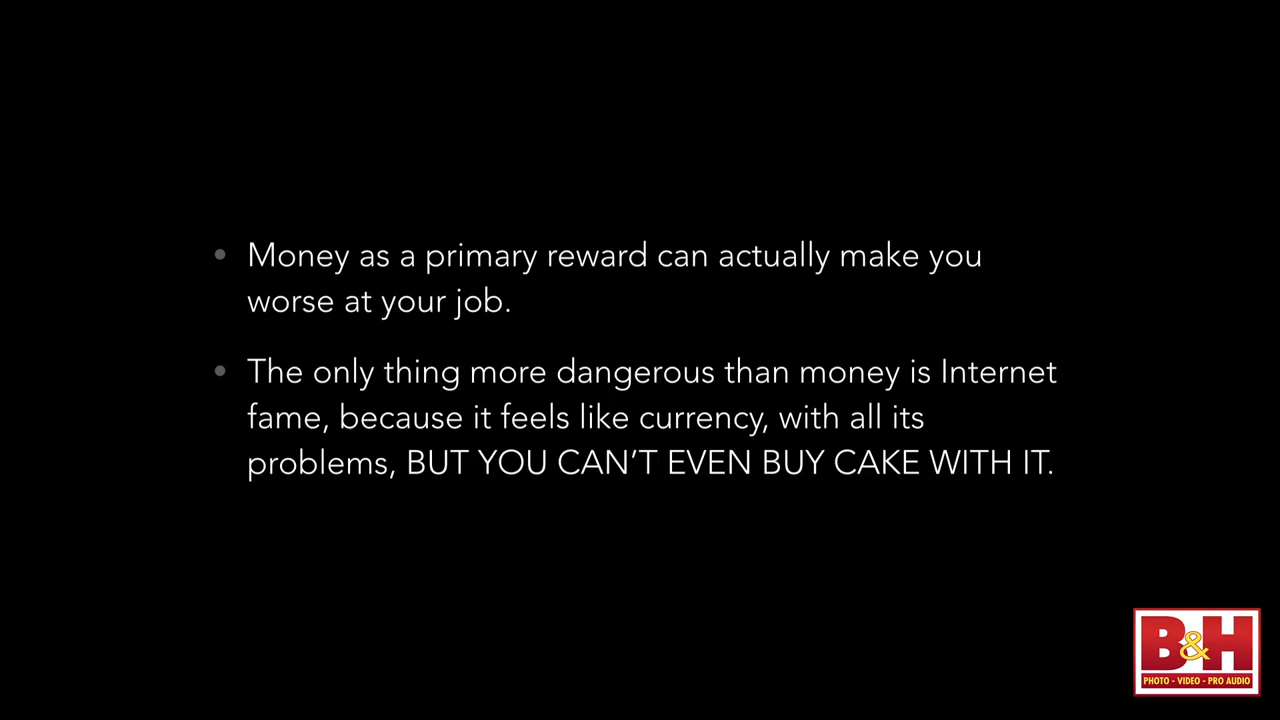 • Money as a primary reward can actually make you
worse at your job.
• The only thing more dangerous than money is Internet
fame, because it feels like currency, with all its
problems, BUT YOU CAN’T EVEN BUY CAKE WITH IT.
B&H
PHOTO - VIDEO - PRO AUDIO